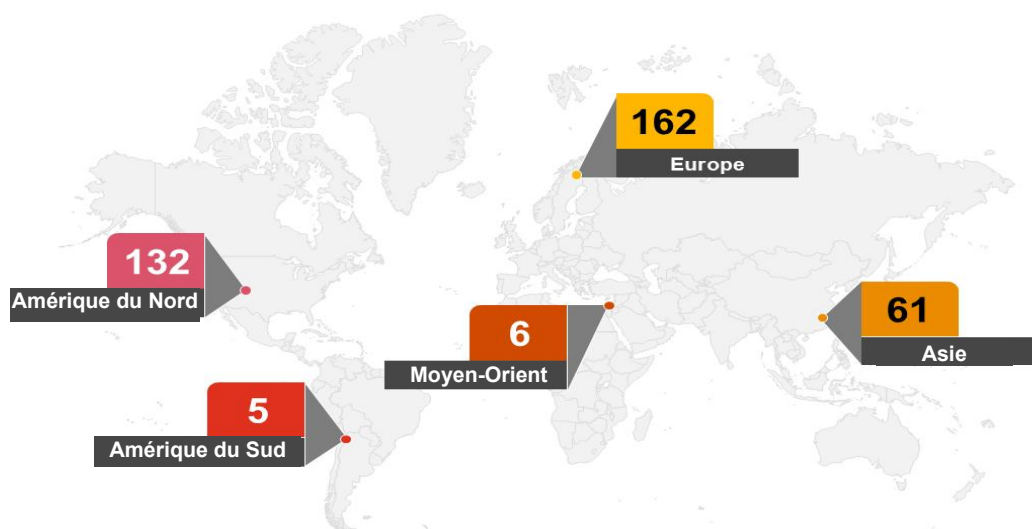 162
Europe
132
Amérique du Nord
6
Moyen-Orient
61
Asie
5
Amérique du Sud